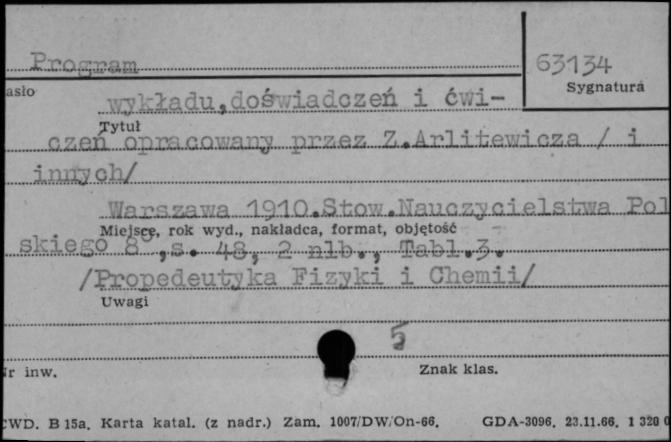 Program
63134
asło
Sygnatura
wykładu,doświadczeń i ćwi-
Tytuł
czeń opracowany przez Z.Arlitewicza / i
innych/
Warszawa 1910.Stow.Nauczycielstwa Pol
Miejsce, rok wyd., nakładca, format, objętość
skiego 8°,s. 48, 2 nlb., Tabl.3.
/Propedeutyka Fizyki i Chemii/
Uwagi
5
Nr inw.
Znak klas.
CWD. B 15a. Karta katal. (z nadr.) Zam. 1007/DW/On-66. GDA-3096. 23.11.66. 1 320 0